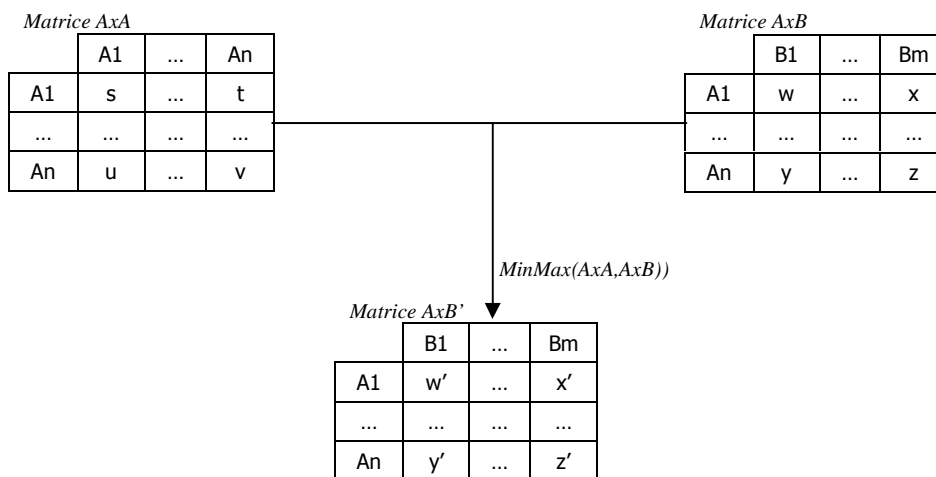 Matrice AxA
A1 ... An
A1 s ... t
... ... ... ...
An u ... v
Matrice AxB
B1 ... Bm
A1 w ... x
... ... ... ...
An y ... z
MinMax(AxA,AxB))
Matrice AxB’
B1 ... Bm
A1 w’ ... x’
... ... ... ...
An y’ ... z’